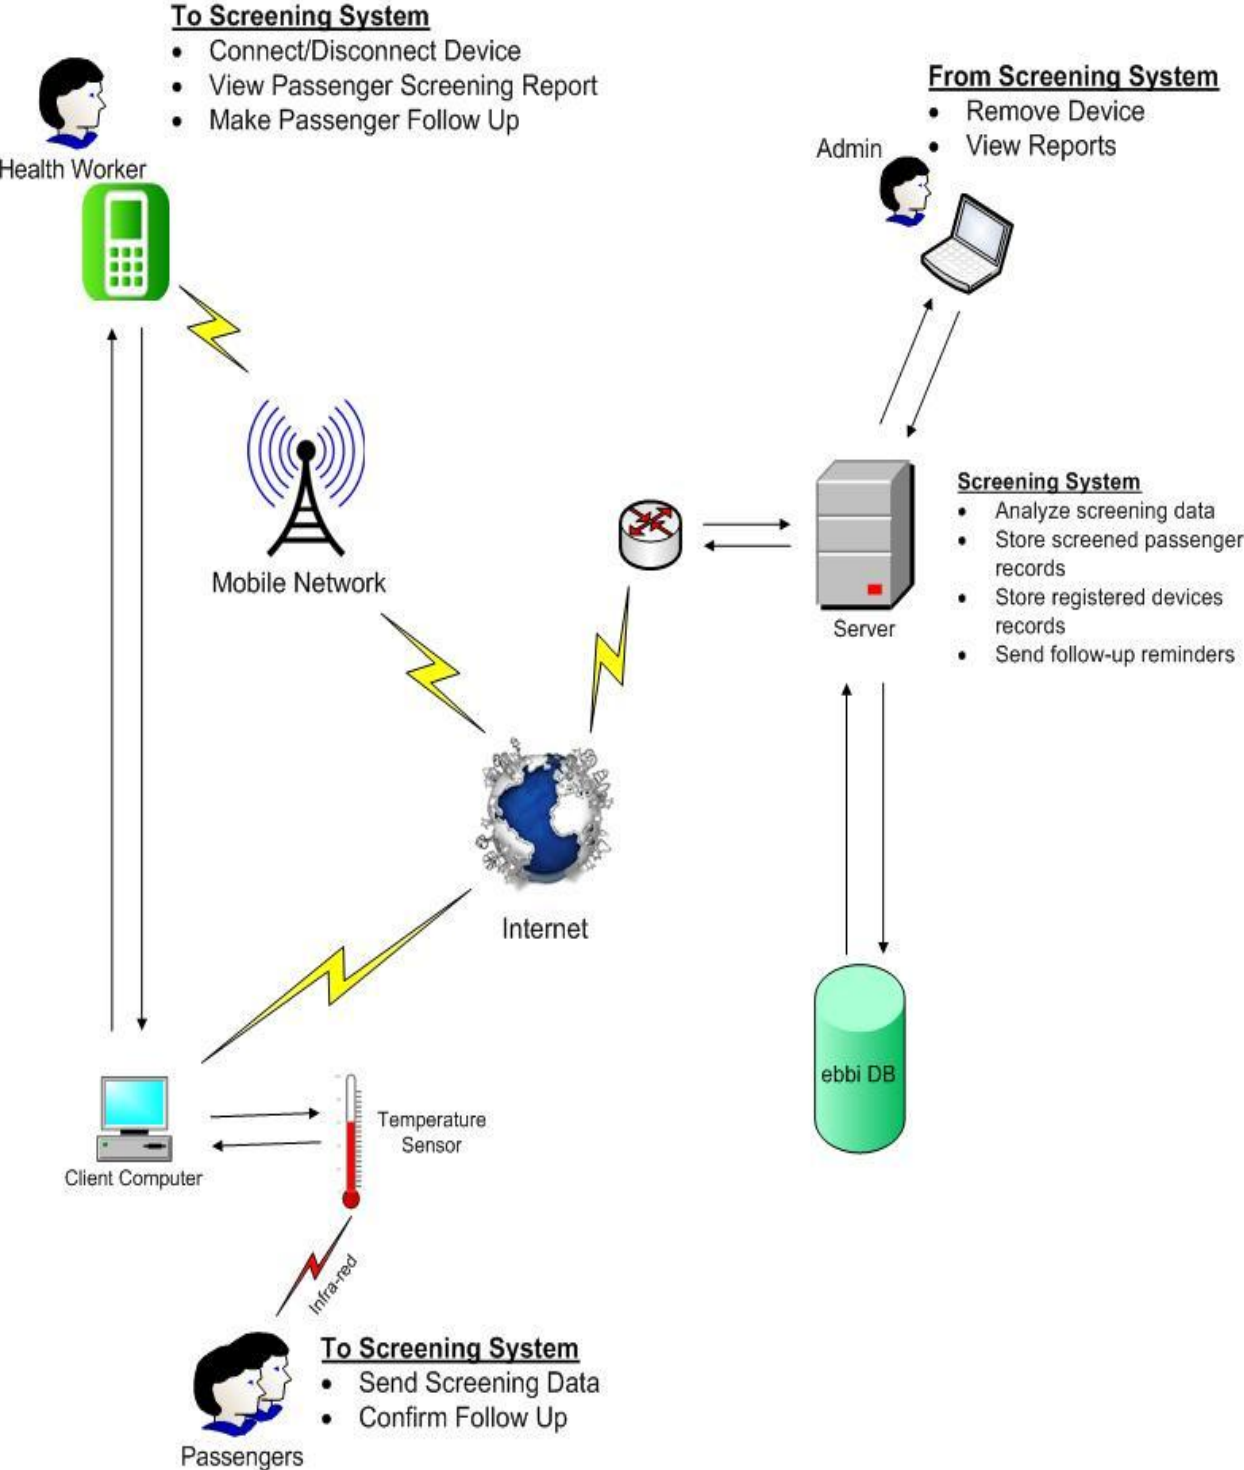 To Screening System
• Connect/Disconnect Device
• View Passenger Screening Report
• Make Passenger Follow Up
Health Worker
From Screening System
• Remove Device
• View Reports
Admin
Mobile Network
Screening System
• Analyze screening data
• Store screened passenger
records
• Store registered devices
records
• Send follow-up reminders
Server
Internet
ebbi DB
Temperature
Sensor
Client Computer
Infra-red
To Screening System
• Send Screening Data
• Confirm Follow Up
Passengers